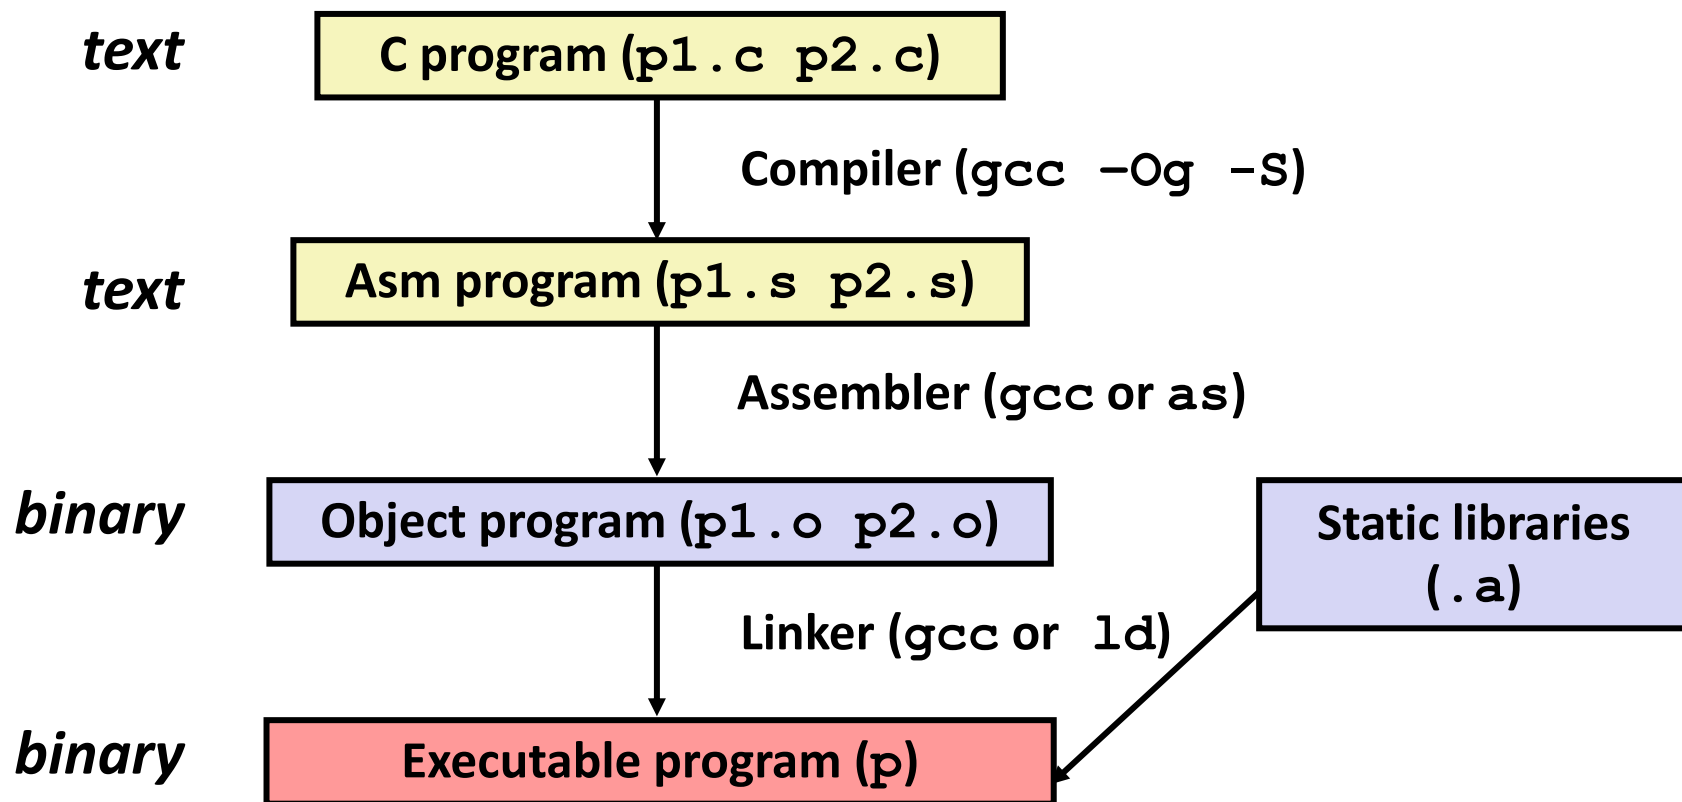 text
C program (p1.c p2.c)
Compiler (gcc –Og -S)
text
Asm program (p1.s p2.s)
Assembler (gcc or as)
binary
Object program (p1.o p2.o)
Static libraries
(.a)
Linker (gcc or ld)
binary
Executable program (p)